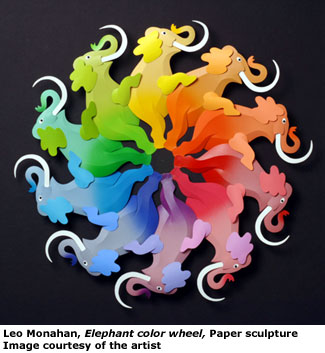 Leo Monahan, Elephant color wheel, Paper sculpture
Image courtesy of the artist